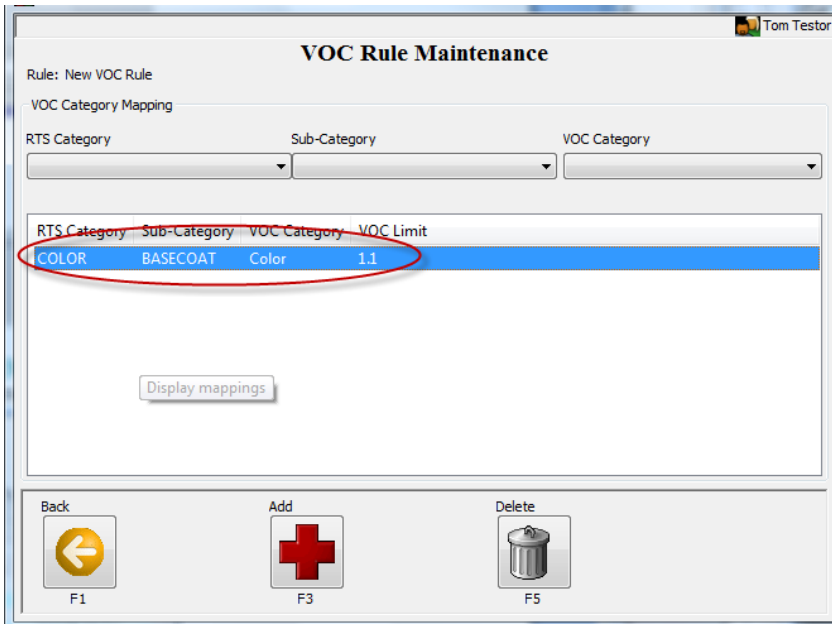 Tom Testor
VOC Rule Maintenance
Rule: New VOC Rule
VOC Category Mapping
RTS Category Sub-Category VOC Category
RTS Category Sub-Category VOC Category VOC Limit
COLOR BASECOAT Color 1.1
Display mappings
Back Add Delete
F1 F3 F5